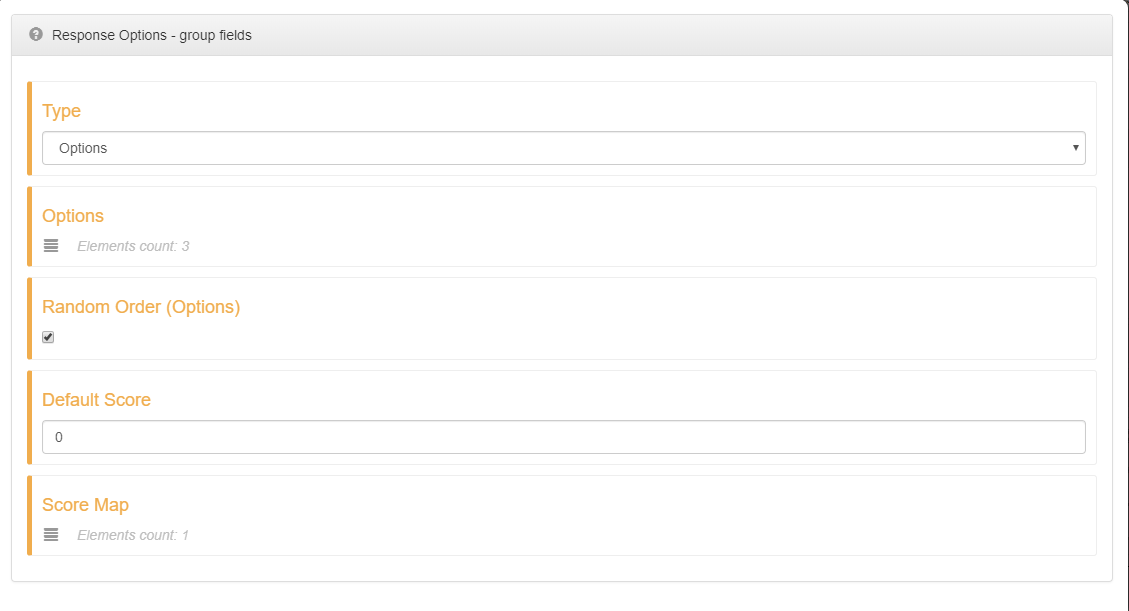 Response Options - group fields
Type
Options
Options
Elements count: 3
Random Order (Options)
Default Score
0
Score Map
Elements count: 1